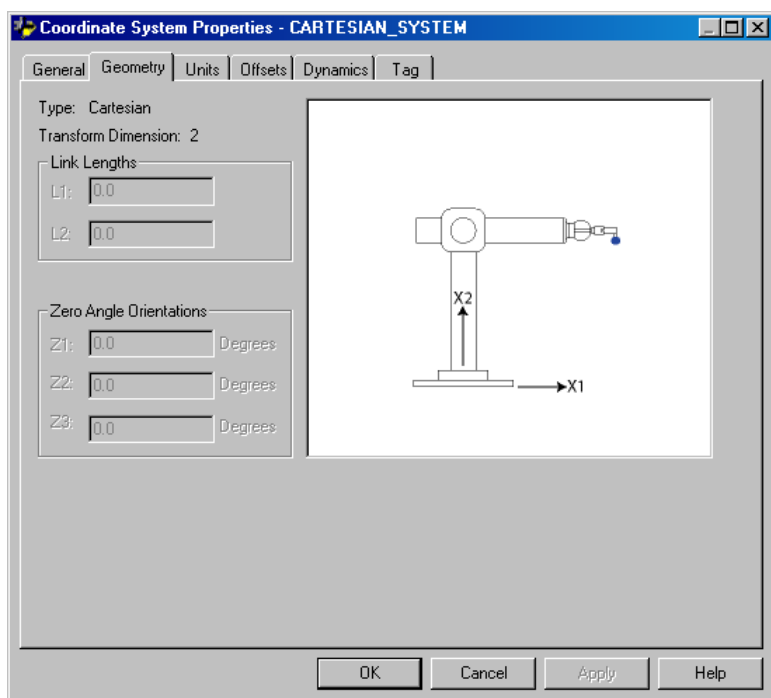 Coordinate System Properties - CARTESIAN_SYSTEM
General Geometry Units Offsets Dynamics Tag
Type: Cartesian
Transform Dimension: 2
Link Lengths
L1: 0.0
L2: 0.0
Zero Angle Orientations
Z1: 0.0 Degrees
Z2: 0.0 Degrees
Z3: 0.0 Degrees
X2
X1
OK Cancel Apply Help